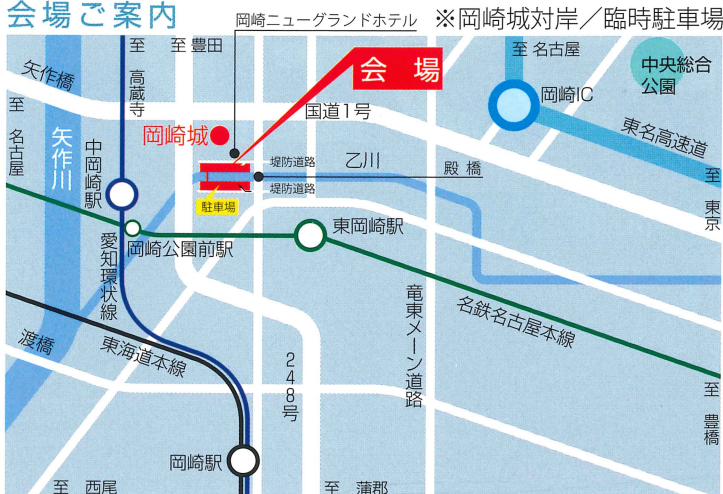 会場ご案内
岡崎ニューグランドホテル
※岡崎城対岸／臨時駐車場
至 高蔵寺
至 豊田
会場
至 名古屋
中央総合
公園
矢作橋
岡崎IC
国道1号
至 名古屋
岡崎城
東名高速道
矢作川
中岡崎駅
堤防道路
乙川
殿橋
堤防道路
至 東京
駐車場
東岡崎駅
岡崎公園前駅
愛知環状線
竜東メーン道路
名鉄名古屋本線
渡橋
東海道本線
248号
至 豊橋
岡崎駅
至 西尾
至 蒲郡